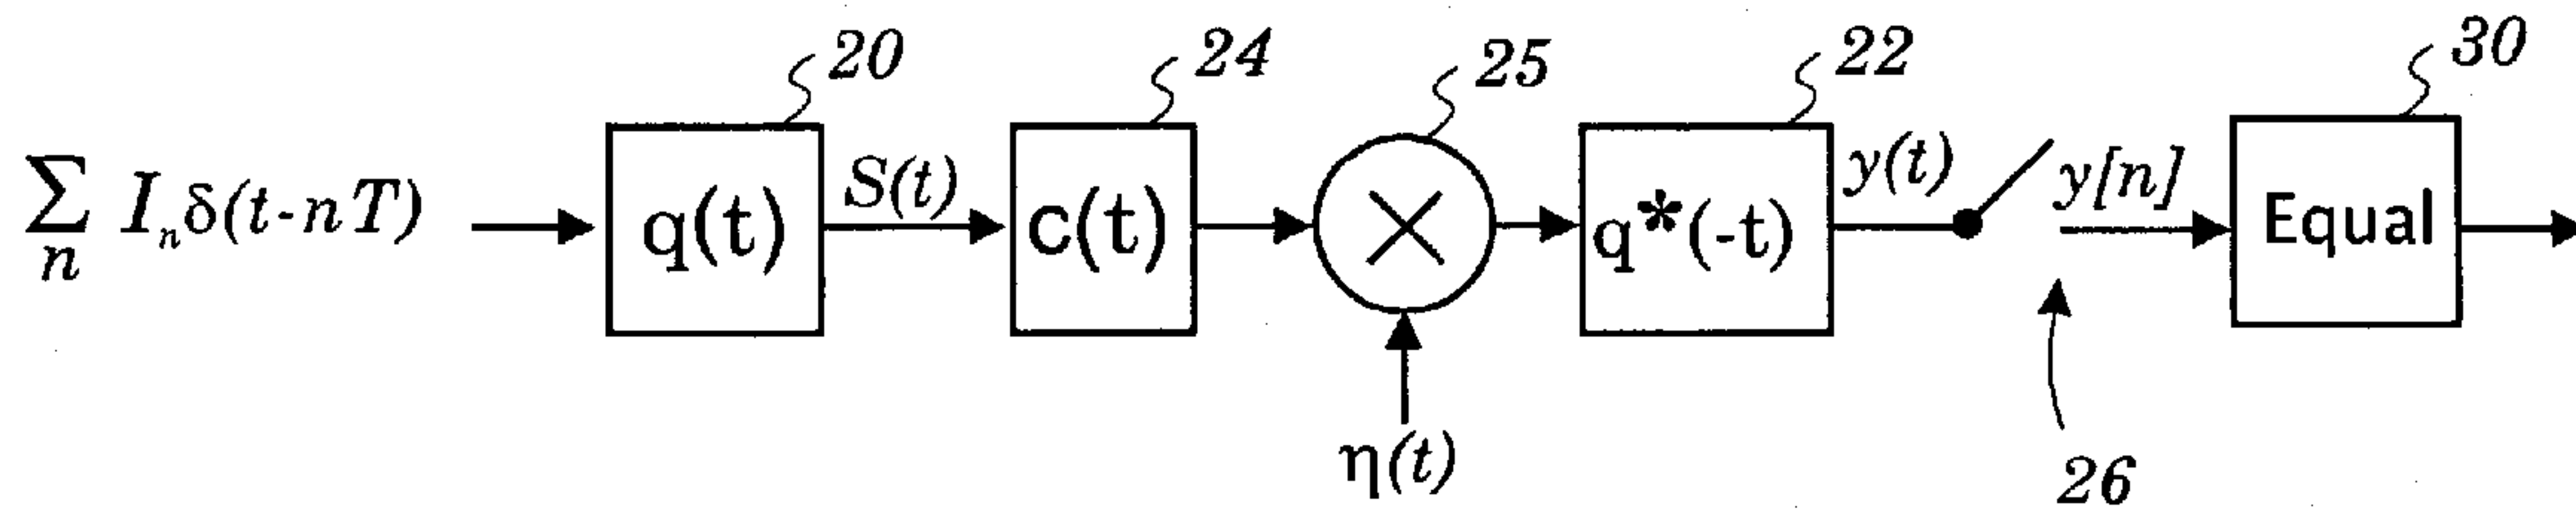 20
24
25
22
30
∑ Iₙδ(t-nT)
n
q(t)
S(t)
c(t)
×
q*(-t)
y(t)
y[n]
Equal
η(t)
26